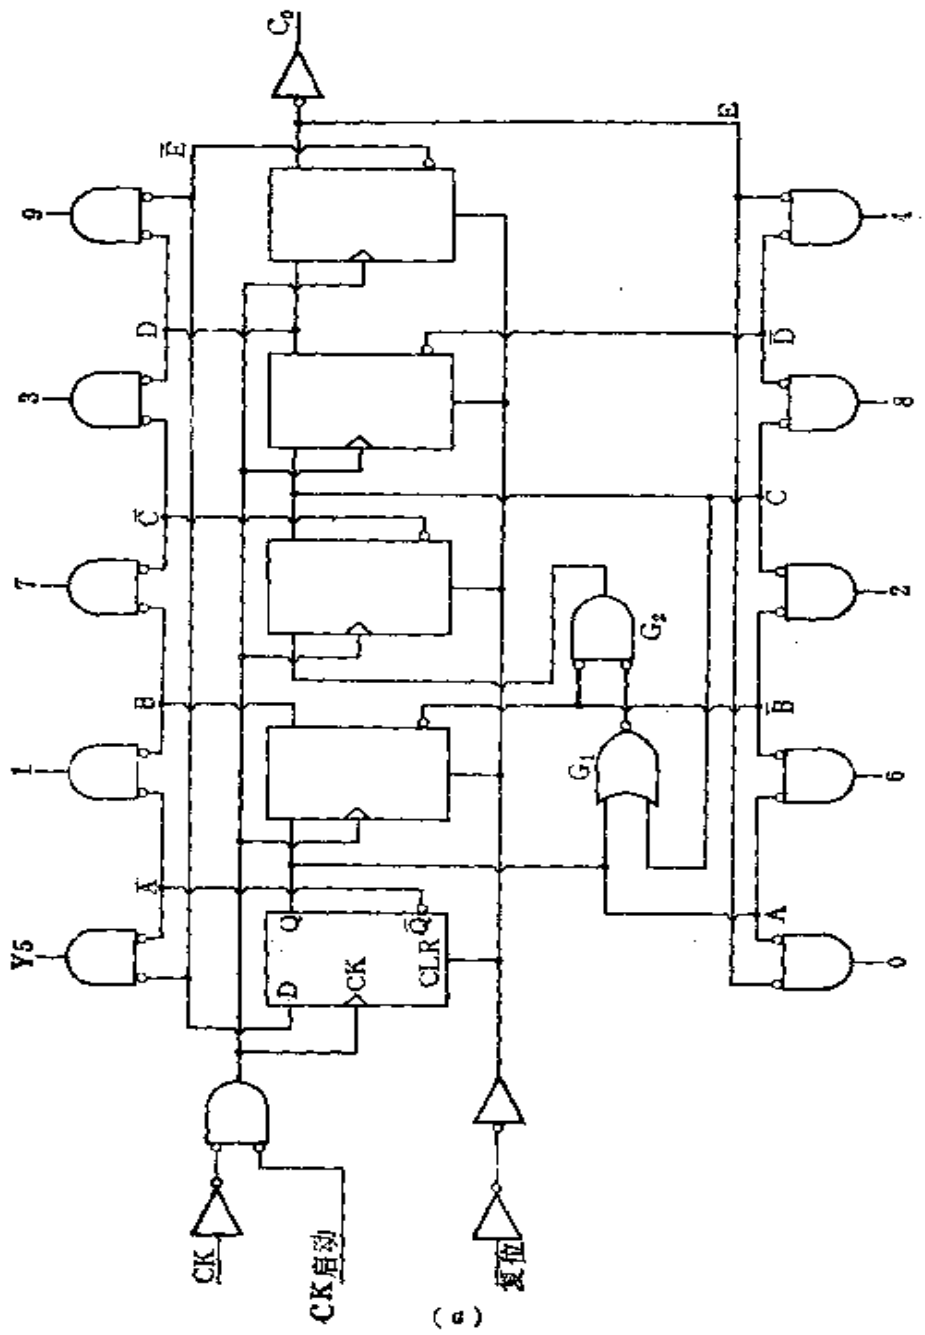 Y5
1
7
3
9
Ā
B
C̄
D
Ē
CK
CK启动
D
Q
CK
CLR
Q̄
C₀
复位
G₁
G₂
A
B̄
C
D̄
E
0
6
2
8
4
(a)